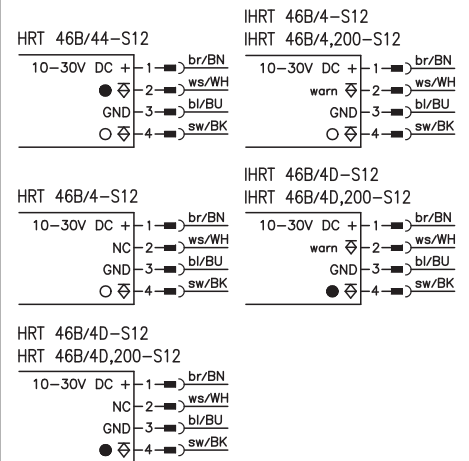 HRT 46B/44-S12
10-30V DC + 1 br/BN
2 ws/WH
GND 3 bl/BU
4 sw/BK
IHRT 46B/4-S12
IHRT 46B/4,200-S12
10-30V DC + 1 br/BN
warn 2 ws/WH
GND 3 bl/BU
4 sw/BK
HRT 46B/4-S12
10-30V DC + 1 br/BN
NC 2 ws/WH
GND 3 bl/BU
4 sw/BK
IHRT 46B/4D-S12
IHRT 46B/4D,200-S12
10-30V DC + 1 br/BN
warn 2 ws/WH
GND 3 bl/BU
4 sw/BK
HRT 46B/4D-S12
HRT 46B/4D,200-S12
10-30V DC + 1 br/BN
NC 2 ws/WH
GND 3 bl/BU
4 sw/BK